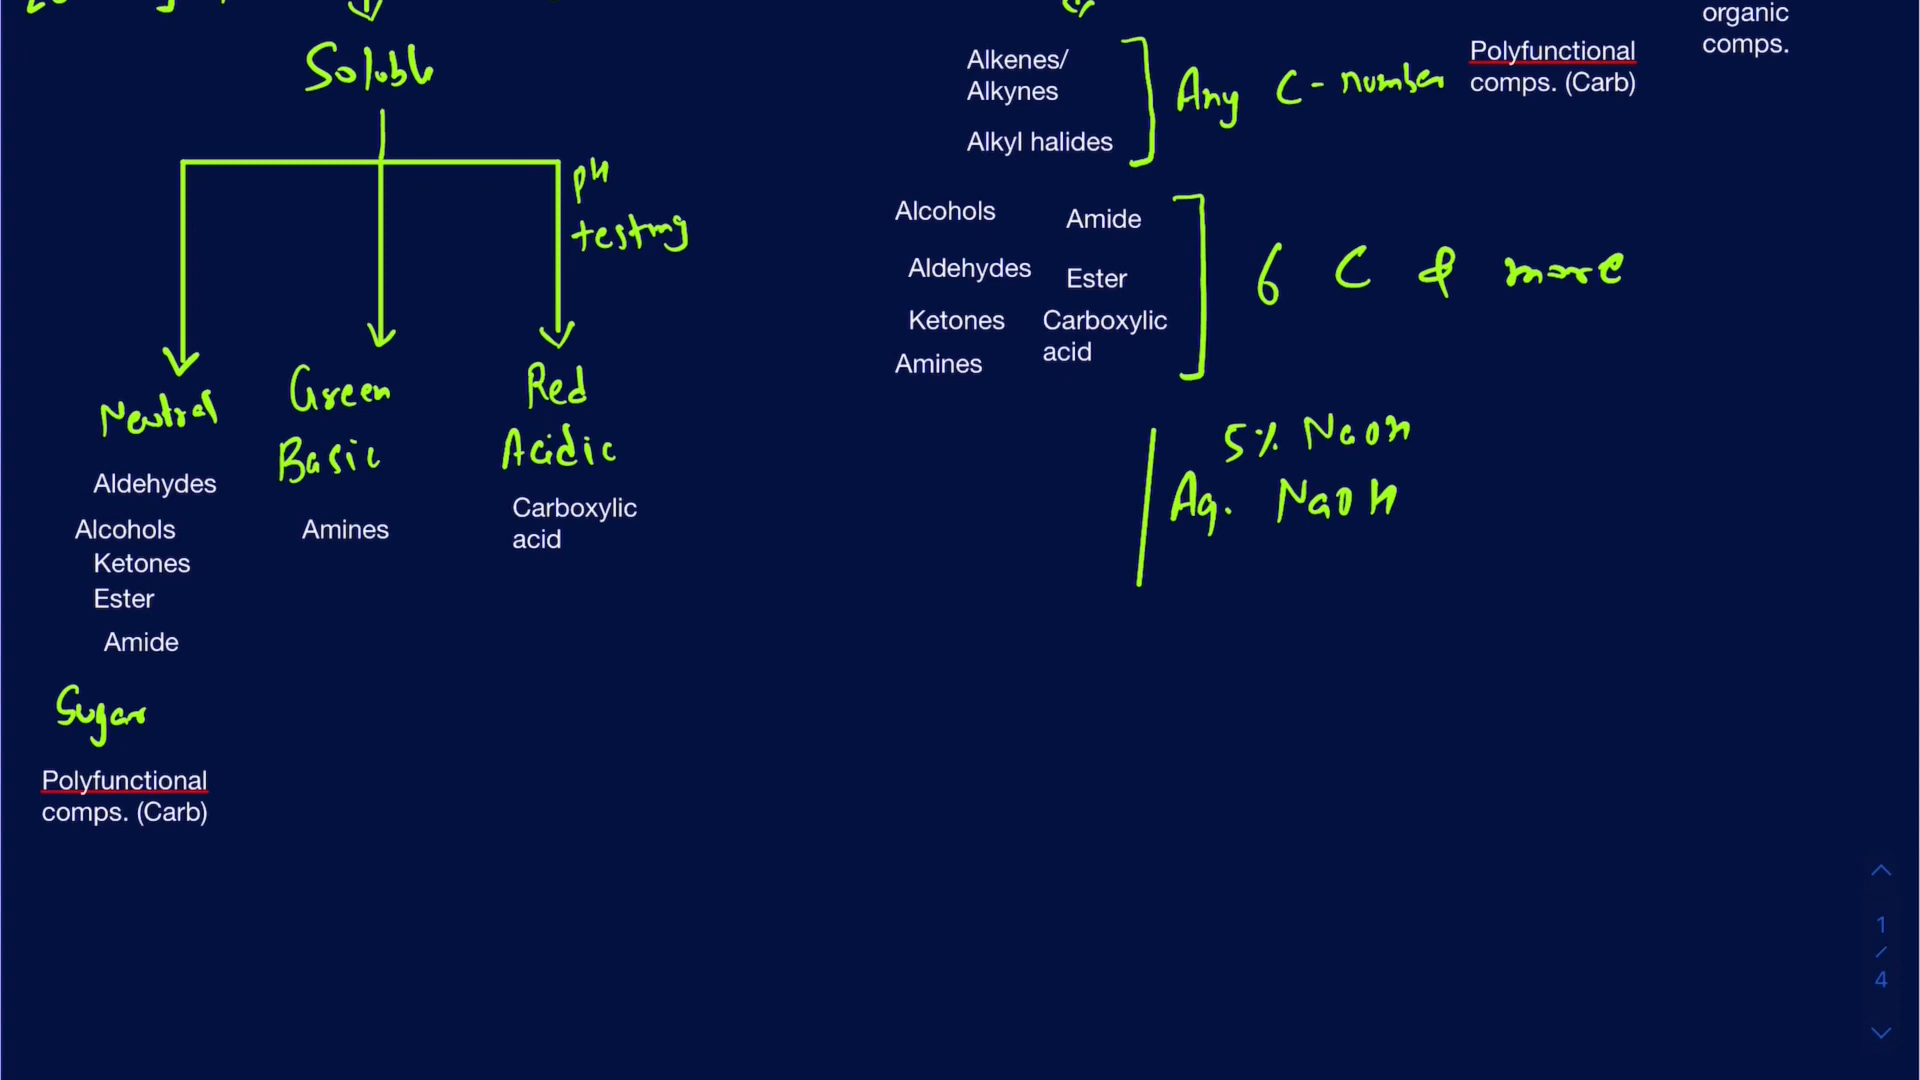 Soluble
pH
testing
Neutral
Green
Basic
Red
Acidic
Aldehydes
Alcohols
Ketones
Ester
Amide
Amines
Carboxylic
acid
Sugar
Polyfunctional
comps. (Carb)
Alkenes/
Alkynes
Alkyl halides
Any C-number
Polyfunctional
comps. (Carb)
organic
comps.
Alcohols
Aldehydes
Ketones
Amines
Amide
Ester
Carboxylic
acid
6 C & more
5% NaOH
Aq. NaOH
1
/
4